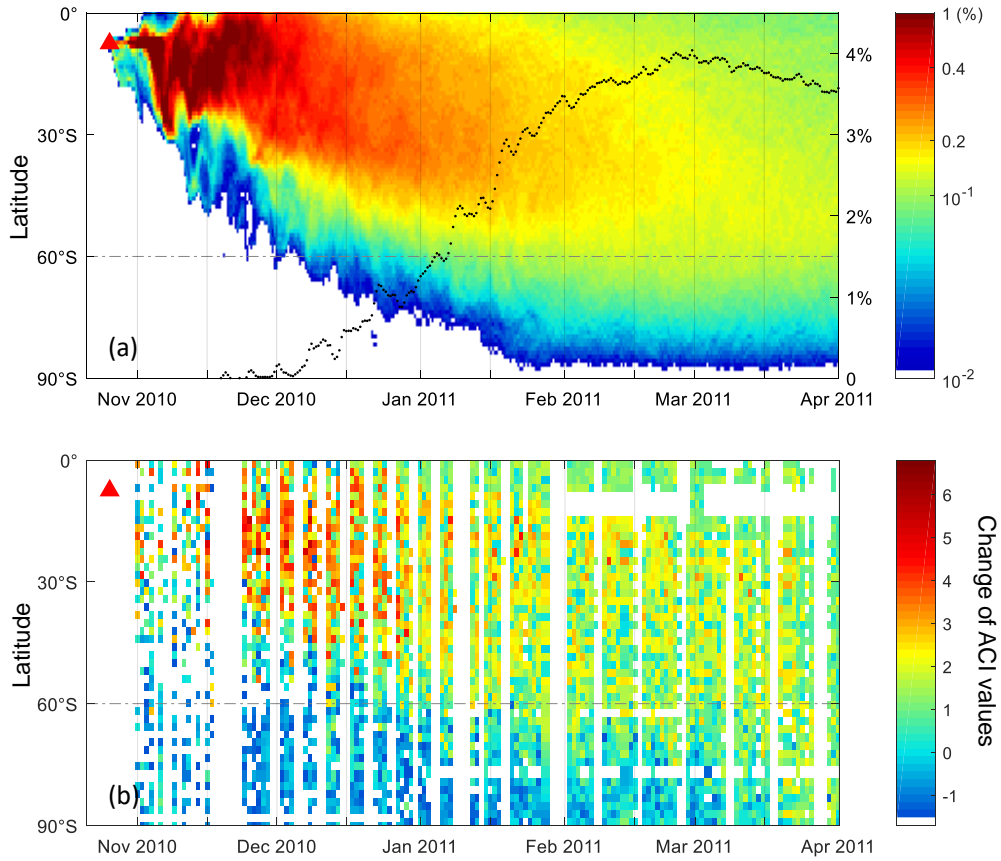 0°
30°S
60°S
90°S
Latitude
(a)
4%
3%
2%
1%
0
1 (%)
0.4
0.2
10⁻¹
10⁻²
Nov 2010 Dec 2010 Jan 2011 Feb 2011 Mar 2011 Apr 2011
0°
30°S
60°S
90°S
Latitude
(b)
6
5
4
3
2
1
0
-1
Change of ACI values
Nov 2010 Dec 2010 Jan 2011 Feb 2011 Mar 2011 Apr 2011